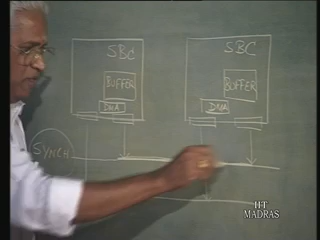 SBC
BUFFER
DMA
SBC
BUFFER
DMA
SYNCH
IIT
MADRAS